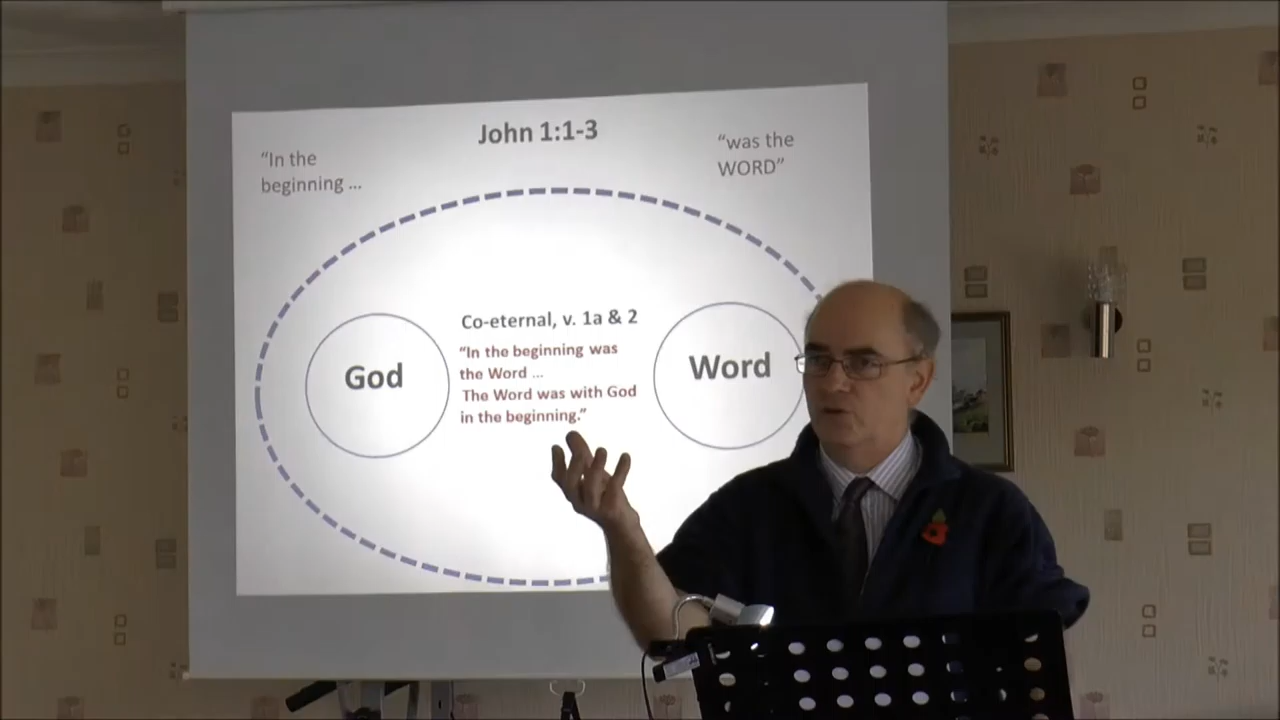 John 1:1-3
“In the
beginning ...
“was the
WORD”
Co-eternal, v. 1a & 2
“In the beginning was
the Word ...
The Word was with God
in the beginning.”
God
Word